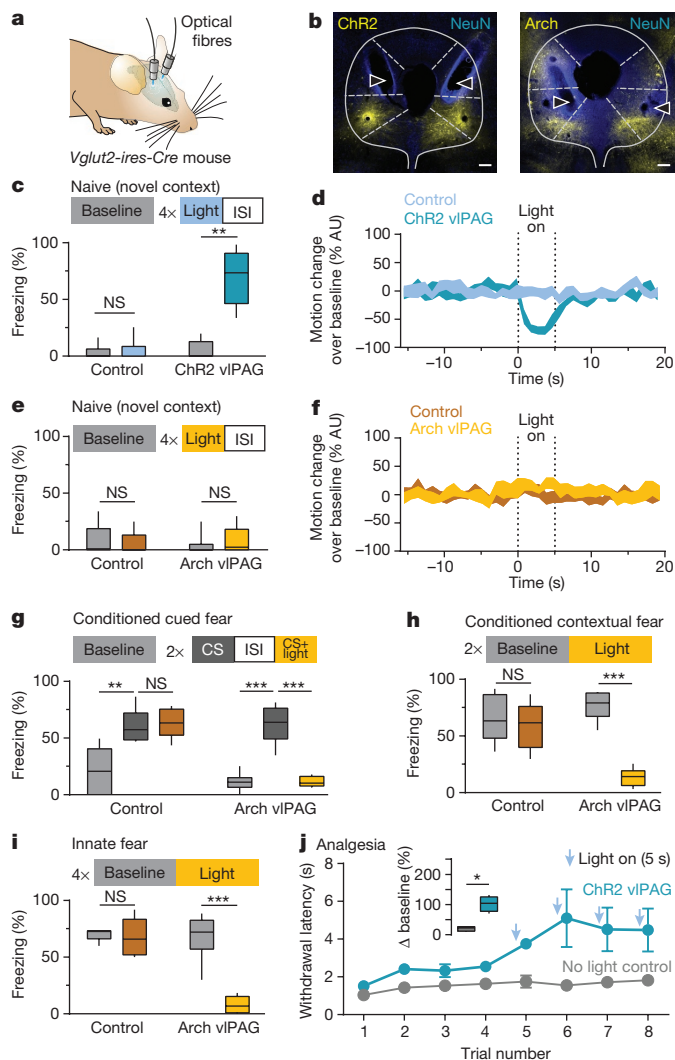 a
Optical
fibres
Vglut2-ires-Cre mouse
b
ChR2 NeuN
Arch NeuN
c
Naive (novel context)
Baseline 4× Light ISI
Freezing (%)
100
75
50
25
0
NS
**
Control ChR2 vlPAG
d
Control
ChR2 vlPAG
Light
on
Motion change
over baseline (% AU)
100
50
0
−50
−100
−10 0 10 20
Time (s)
e
Naive (novel context)
Baseline 4× Light ISI
Freezing (%)
100
75
50
25
0
NS NS
Control Arch vlPAG
f
Control
Arch vlPAG
Light
on
Motion change
over baseline (% AU)
100
50
0
−50
−100
−10 0 10 20
Time (s)
g
Conditioned cued fear
Baseline 2× CS ISI CS+
light
Freezing (%)
100
50
0
** NS *** ***
Control Arch vlPAG
h
Conditioned contextual fear
2× Baseline Light
Freezing (%)
100
50
0
NS ***
Control Arch vlPAG
i
Innate fear
4× Baseline Light
Freezing (%)
100
50
0
NS ***
Control Arch vlPAG
j
Analgesia
Light on (5 s)
ChR2 vlPAG
No light control
Withdrawal latency (s)
8
6
4
2
0
Δ baseline (%)
200
100
0
*
1 2 3 4 5 6 7 8
Trial number